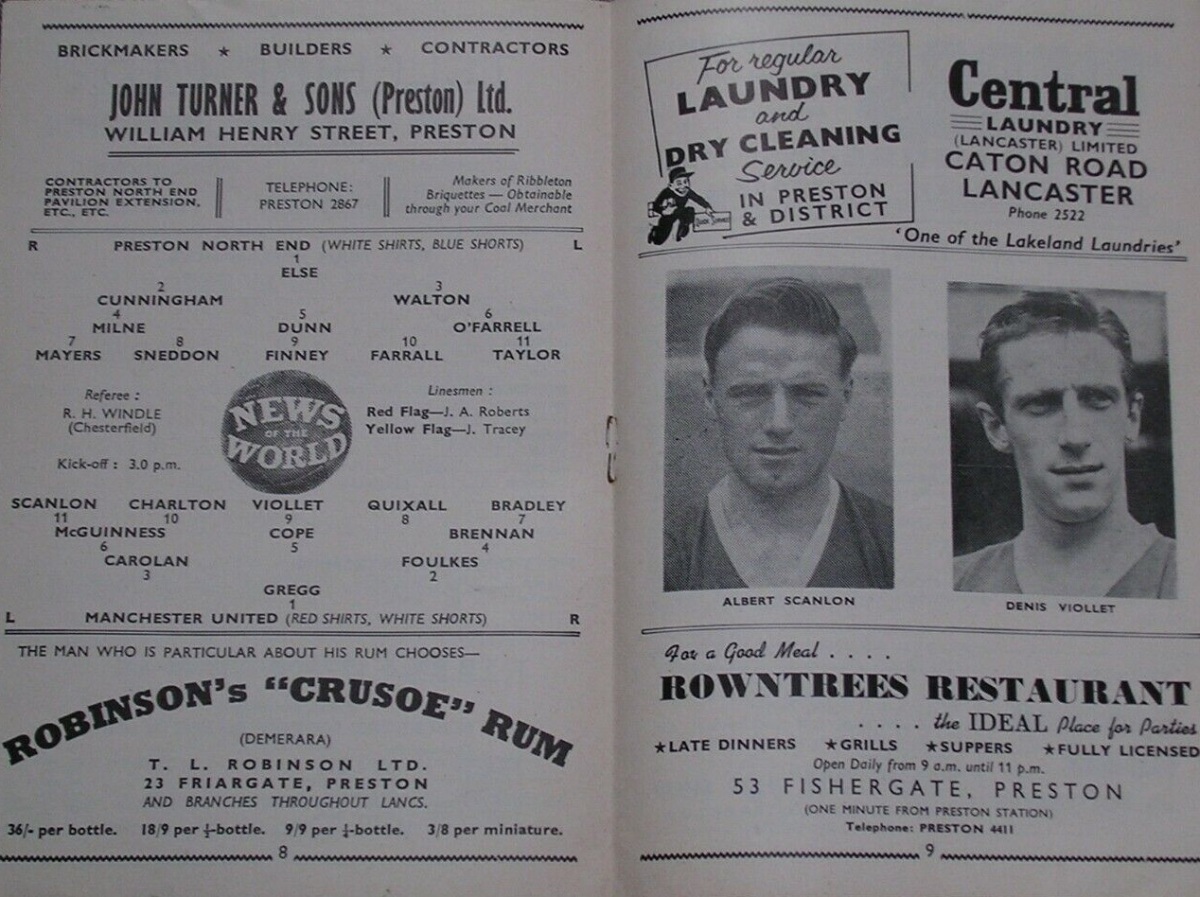 BRICKMAKERS ★ BUILDERS ★ CONTRACTORS
JOHN TURNER & SONS (Preston) Ltd.
WILLIAM HENRY STREET, PRESTON
CONTRACTORS TO
PRESTON NORTH END
PAVILION EXTENSION,
ETC., ETC.
TELEPHONE:
PRESTON 2867
Makers of Ribbleton
Briquettes — Obtainable
through your Coal Merchant
R PRESTON NORTH END (WHITE SHIRTS, BLUE SHORTS) L
1
ELSE
2 3
CUNNINGHAM WALTON
4 5 6
MILNE DUNN O'FARRELL
7 8 9 10 11
MAYERS SNEDDON FINNEY FARRALL TAYLOR
Referee :
R. H. WINDLE
(Chesterfield)
Kick-off : 3.0 p.m.
NEWS
OF THE
WORLD
Linesmen :
Red Flag—J. A. Roberts
Yellow Flag—J. Tracey
SCANLON CHARLTON VIOLLET QUIXALL BRADLEY
11 10 9 8 7
McGUINNESS COPE BRENNAN
6 5 4
CAROLAN FOULKES
3 2
GREGG
1
L MANCHESTER UNITED (RED SHIRTS, WHITE SHORTS) R
THE MAN WHO IS PARTICULAR ABOUT HIS RUM CHOOSES—
ROBINSON's "CRUSOE" RUM
(DEMERARA)
T. L. ROBINSON LTD.
23 FRIARGATE, PRESTON
AND BRANCHES THROUGHOUT LANCS.
36/- per bottle. 18/9 per ½-bottle. 9/9 per ¼-bottle. 3/8 per miniature.
8
For regular
LAUNDRY
and
DRY CLEANING
Service
IN PRESTON
& DISTRICT
Central
LAUNDRY
(LANCASTER) LIMITED
CATON ROAD
LANCASTER
Phone 2522
'One of the Lakeland Laundries'
ALBERT SCANLON
DENIS VIOLLET
For a Good Meal . . . .
ROWNTREES RESTAURANT
. . . . the IDEAL Place for Parties
★LATE DINNERS ★GRILLS ★SUPPERS ★FULLY LICENSED
Open Daily from 9 a.m. until 11 p.m.
53 FISHERGATE, PRESTON
(ONE MINUTE FROM PRESTON STATION)
Telephone: PRESTON 4411
9